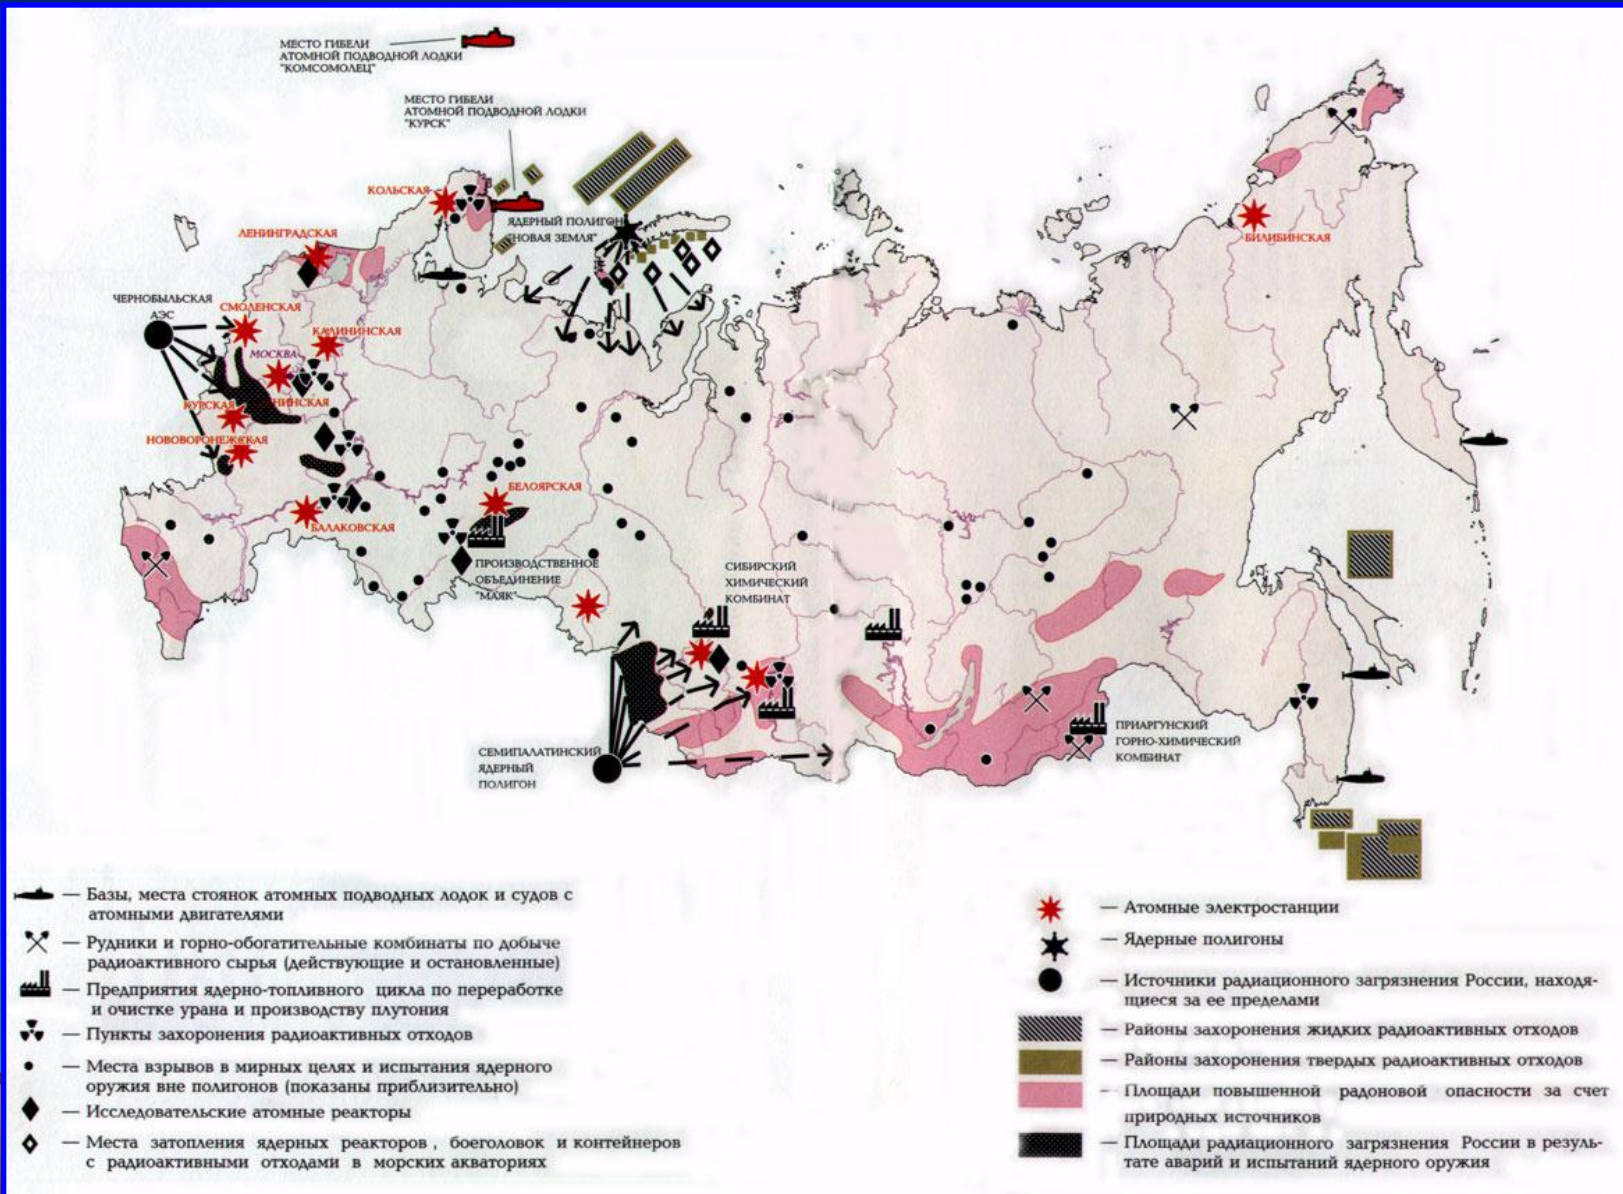 МЕСТО ГИБЕЛИ
АТОМНОЙ ПОДВОДНОЙ ЛОДКИ
"КОМСОМОЛЕЦ"
МЕСТО ГИБЕЛИ
АТОМНОЙ ПОДВОДНОЙ ЛОДКИ
"КУРСК"
КОЛЬСКАЯ
ЯДЕРНЫЙ ПОЛИГОН
"НОВАЯ ЗЕМЛЯ"
БИЛИБИНСКАЯ
ЛЕНИНГРАДСКАЯ
ЧЕРНОБЫЛЬСКАЯ
АЭС
СМОЛЕНСКАЯ
КАЛИНИНСКАЯ
МОСКВА
КУРСКАЯ
НИНСКАЯ
НОВОВОРОНЕЖСКАЯ
БЕЛОЯРСКАЯ
БАЛАКОВСКАЯ
ПРОИЗВОДСТВЕННОЕ
ОБЪЕДИНЕНИЕ
"МАЯК"
СИБИРСКИЙ
ХИМИЧЕСКИЙ
КОМБИНАТ
СЕМИПАЛАТИНСКИЙ
ЯДЕРНЫЙ
ПОЛИГОН
ПРИАРГУНСКИЙ
ГОРНО-ХИМИЧЕСКИЙ
КОМБИНАТ
— Базы, места стоянок атомных подводных лодок и судов с
атомными двигателями
— Рудники и горно-обогатительные комбинаты по добыче
радиоактивного сырья (действующие и остановленные)
— Предприятия ядерно-топливного цикла по переработке
и очистке урана и производству плутония
— Пункты захоронения радиоактивных отходов
— Места взрывов в мирных целях и испытания ядерного
оружия вне полигонов (показаны приблизительно)
— Исследовательские атомные реакторы
— Места затопления ядерных реакторов, боеголовок и контейнеров
с радиоактивными отходами в морских акваториях
— Атомные электростанции
— Ядерные полигоны
— Источники радиационного загрязнения России, находя-
щиеся за ее пределами
— Районы захоронения жидких радиоактивных отходов
— Районы захоронения твердых радиоактивных отходов
— Площади повышенной радоновой опасности за счет
природных источников
— Площади радиационного загрязнения России в резуль-
тате аварий и испытаний ядерного оружия